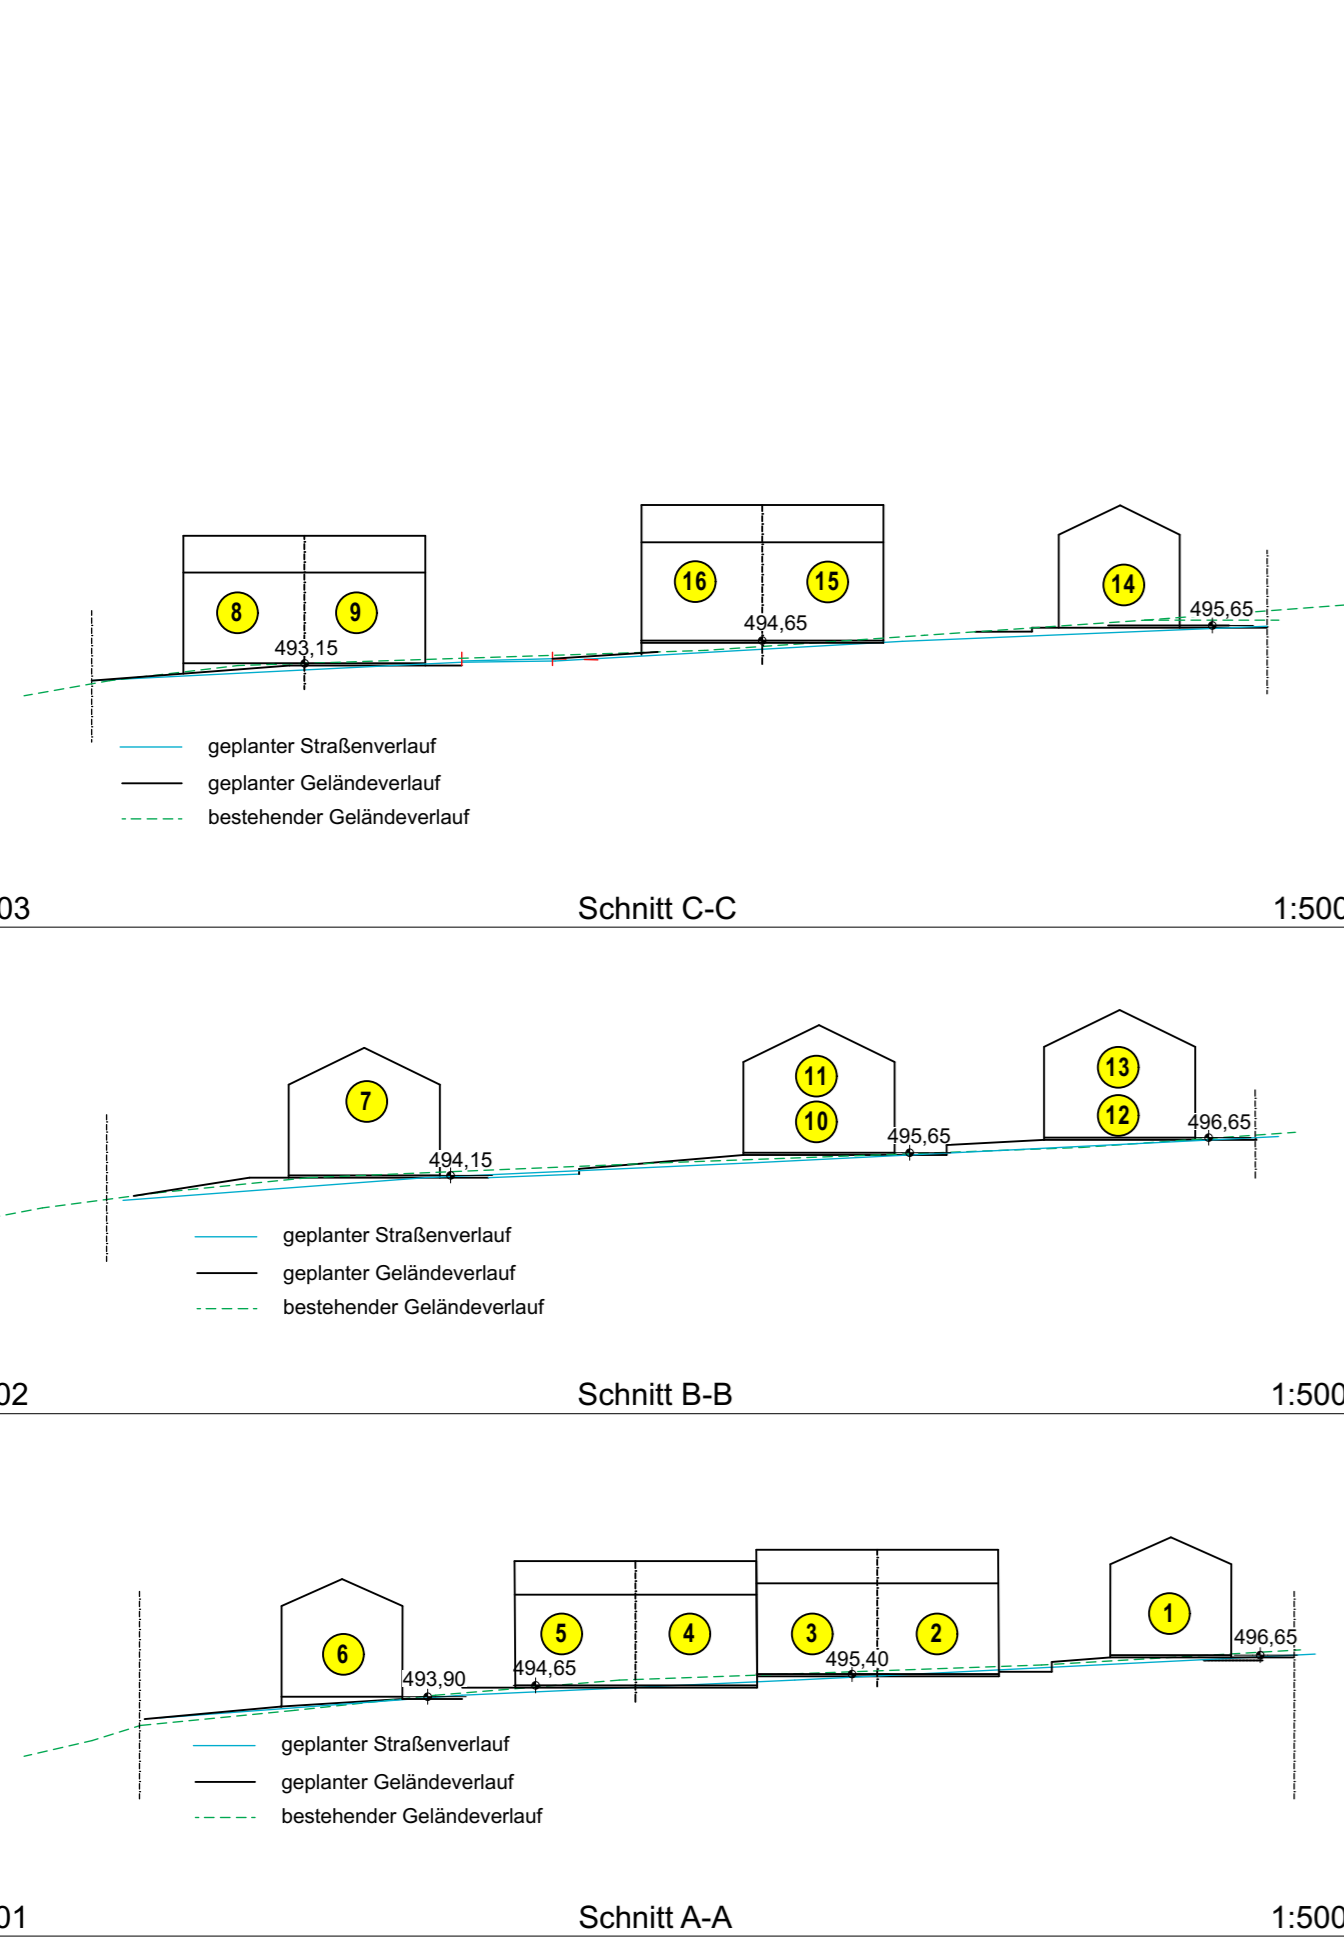 16 15 14
8 9
495,65
494,65
493,15
geplanter Straßenverlauf
geplanter Geländeverlauf
bestehender Geländeverlauf
03 Schnitt C-C 1:500
13
11
7
12
10
496,65
495,65
494,15
geplanter Straßenverlauf
geplanter Geländeverlauf
bestehender Geländeverlauf
02 Schnitt B-B 1:500
1
5 4 3 2
6
496,65
495,40
494,65
493,90
geplanter Straßenverlauf
geplanter Geländeverlauf
bestehender Geländeverlauf
01 Schnitt A-A 1:500